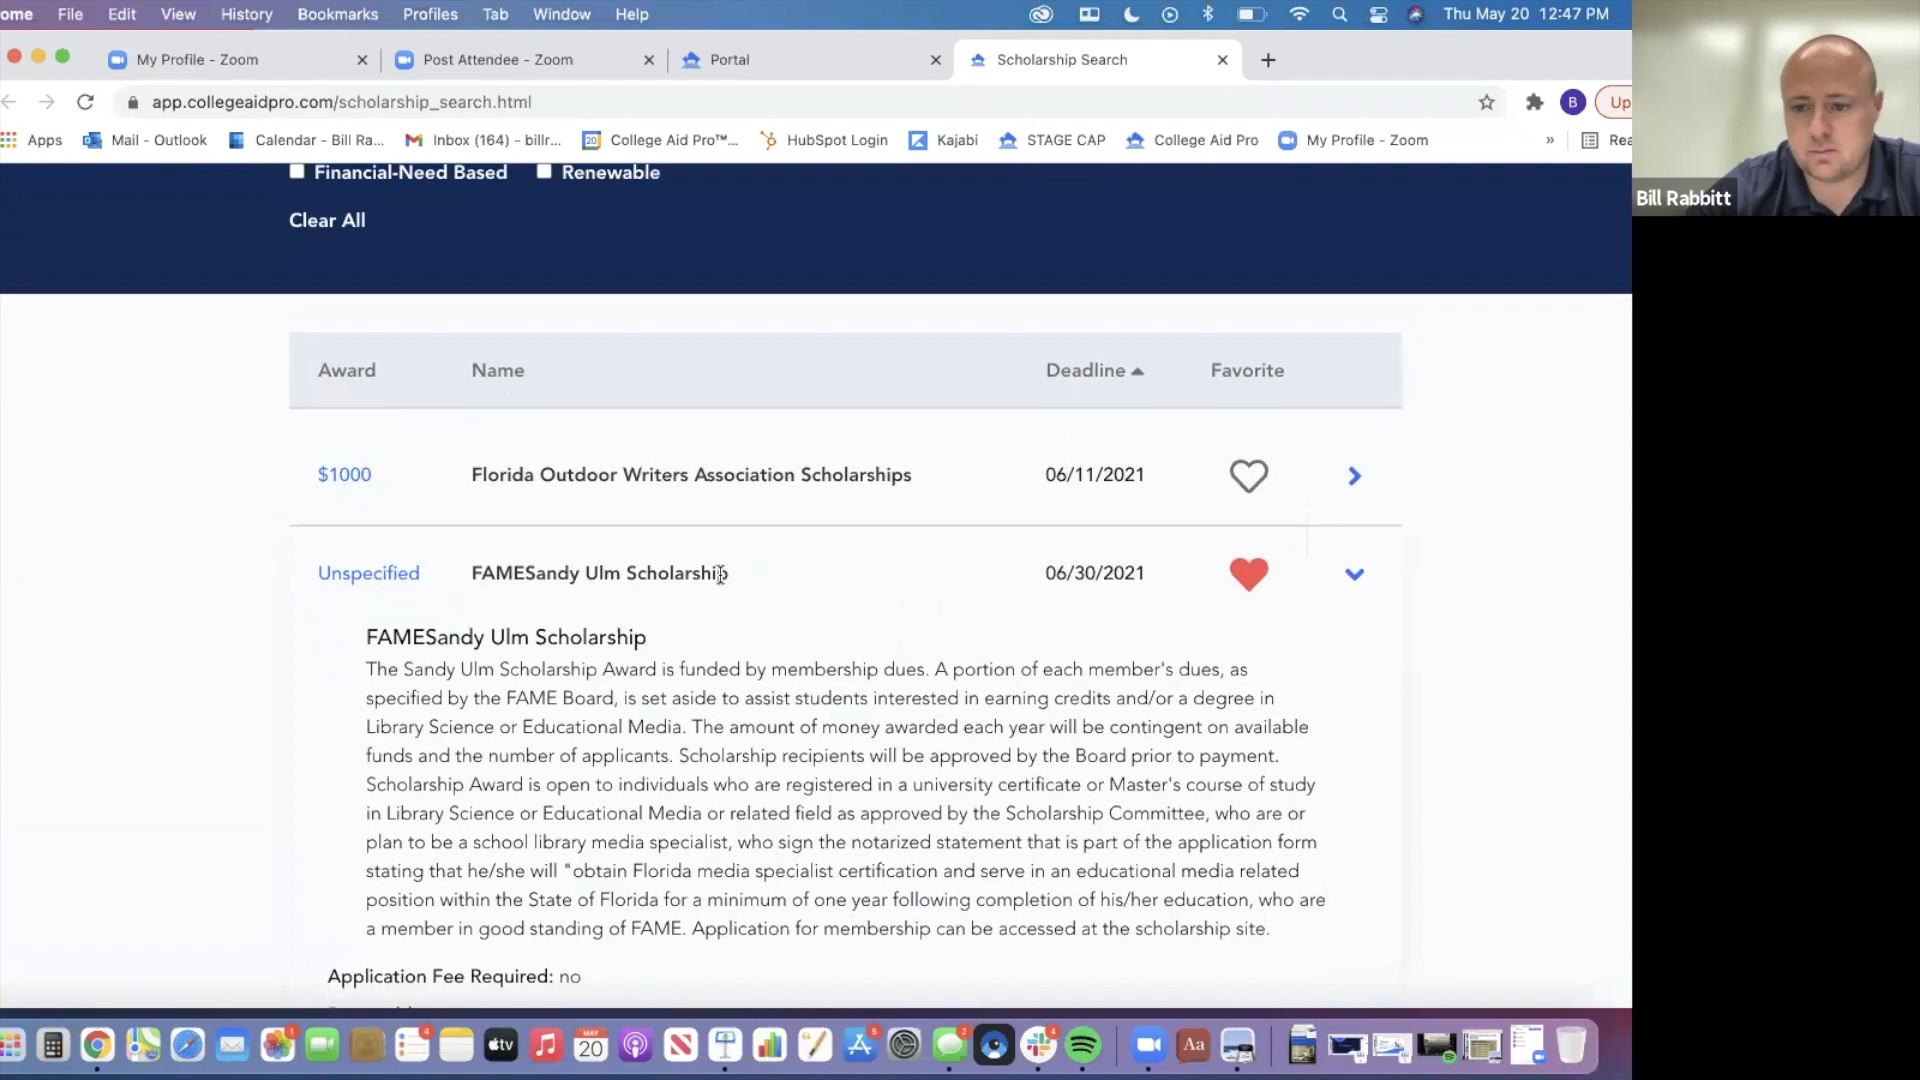 ome File Edit View History Bookmarks Profiles Tab Window Help Thu May 20 12:47 PM
My Profile - Zoom Post Attendee - Zoom Portal Scholarship Search
app.collegeaidpro.com/scholarship_search.html B Up
Apps Mail - Outlook Calendar - Bill Ra... Inbox (164) - billr... 20 College Aid Pro™... HubSpot Login Kajabi STAGE CAP College Aid Pro My Profile - Zoom » Rea
Financial-Need Based Renewable
Clear All
Award Name Deadline Favorite
$1000 Florida Outdoor Writers Association Scholarships 06/11/2021
Unspecified FAMESandy Ulm Scholarship 06/30/2021
FAMESandy Ulm Scholarship
The Sandy Ulm Scholarship Award is funded by membership dues. A portion of each member's dues, as
specified by the FAME Board, is set aside to assist students interested in earning credits and/or a degree in
Library Science or Educational Media. The amount of money awarded each year will be contingent on available
funds and the number of applicants. Scholarship recipients will be approved by the Board prior to payment.
Scholarship Award is open to individuals who are registered in a university certificate or Master's course of study
in Library Science or Educational Media or related field as approved by the Scholarship Committee, who are or
plan to be a school library media specialist, who sign the notarized statement that is part of the application form
stating that he/she will "obtain Florida media specialist certification and serve in an educational media related
position within the State of Florida for a minimum of one year following completion of his/her education, who are
a member in good standing of FAME. Application for membership can be accessed at the scholarship site.
Application Fee Required: no
1 4 tv MAY 20 5 2 4 Aa
Bill Rabbitt